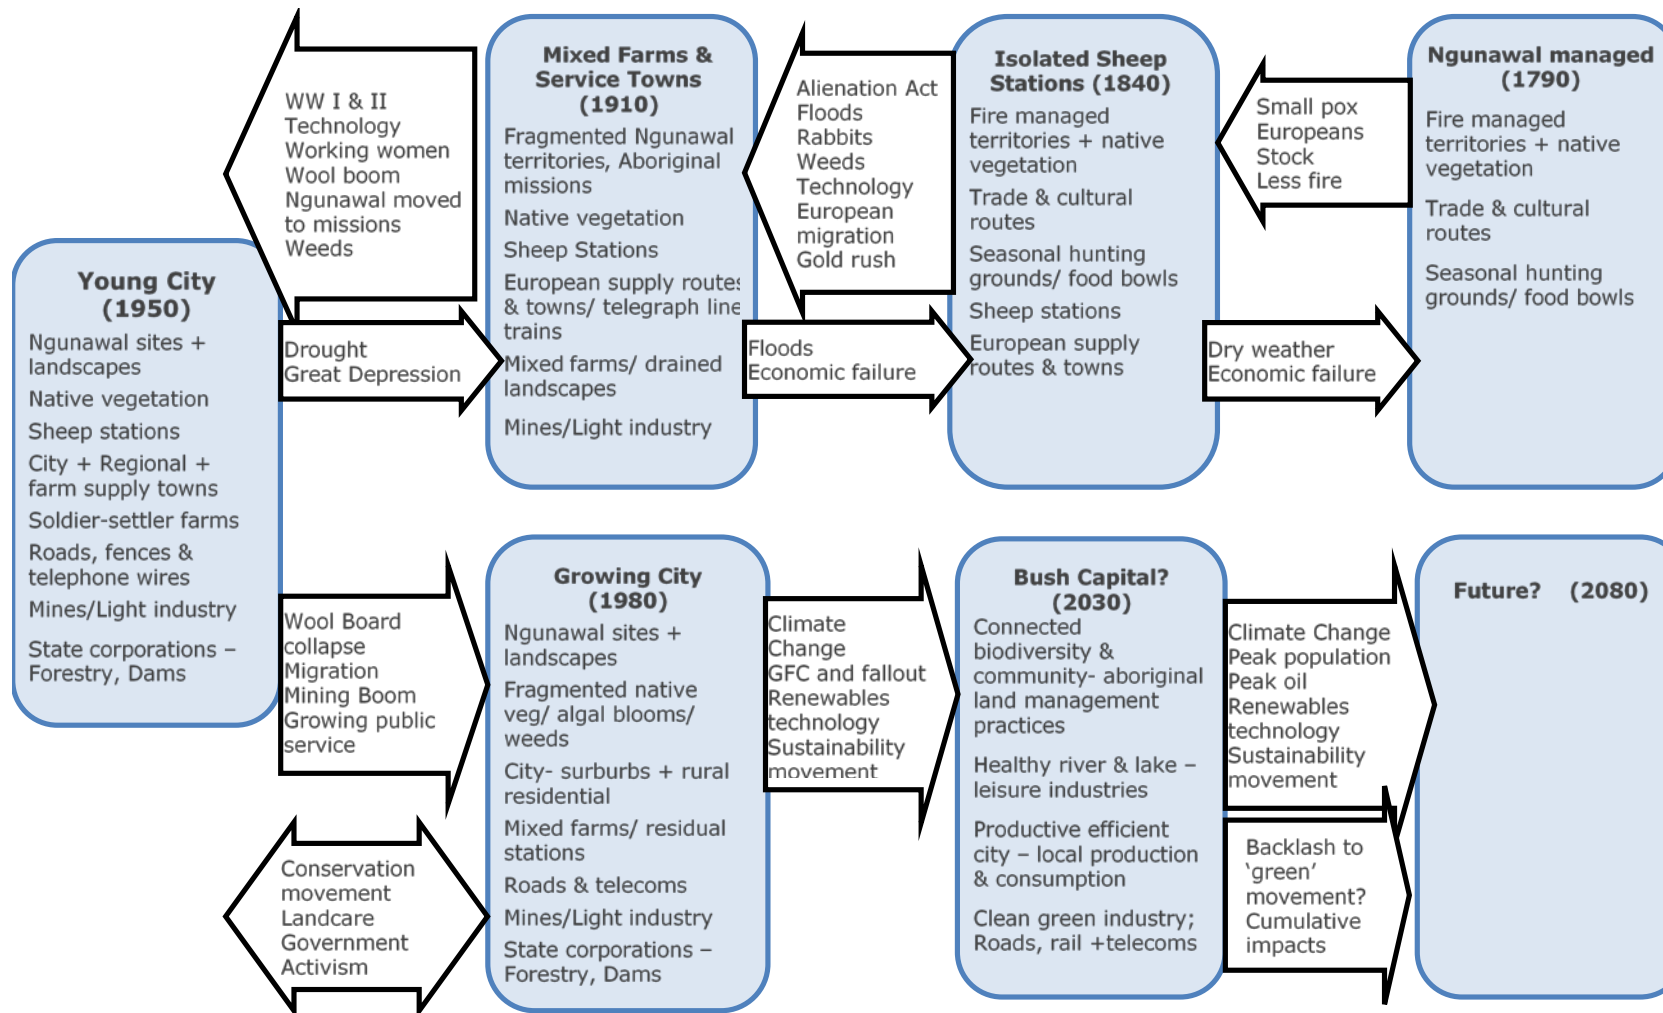 WW I & II
Technology
Working women
Wool boom
Ngunawal moved
to missions
Weeds
Mixed Farms &
Service Towns
(1910)
Fragmented Ngunawal
territories, Aboriginal
missions
Native vegetation
Sheep Stations
European supply routes
& towns/ telegraph line
trains
Mixed farms/ drained
landscapes
Mines/Light industry
Alienation Act
Floods
Rabbits
Weeds
Technology
European
migration
Gold rush
Isolated Sheep
Stations (1840)
Fire managed
territories + native
vegetation
Trade & cultural
routes
Seasonal hunting
grounds/ food bowls
Sheep stations
European supply
routes & towns
Small pox
Europeans
Stock
Less fire
Ngunawal managed
(1790)
Fire managed
territories + native
vegetation
Trade & cultural
routes
Seasonal hunting
grounds/ food bowls
Drought
Great Depression
Floods
Economic failure
Dry weather
Economic failure
Young City
(1950)
Ngunawal sites +
landscapes
Native vegetation
Sheep stations
City + Regional +
farm supply towns
Soldier-settler farms
Roads, fences &
telephone wires
Mines/Light industry
State corporations –
Forestry, Dams
Wool Board
collapse
Migration
Mining Boom
Growing public
service
Conservation
movement
Landcare
Government
Activism
Growing City
(1980)
Ngunawal sites +
landscapes
Fragmented native
veg/ algal blooms/
weeds
City- surburbs + rural
residential
Mixed farms/ residual
stations
Roads & telecoms
Mines/Light industry
State corporations –
Forestry, Dams
Climate
Change
GFC and fallout
Renewables
technology
Sustainability
movement
Bush Capital?
(2030)
Connected
biodiversity &
community- aboriginal
land management
practices
Healthy river & lake –
leisure industries
Productive efficient
city – local production
& consumption
Clean green industry;
Roads, rail +telecoms
Climate Change
Peak population
Peak oil
Renewables
technology
Sustainability
movement
Backlash to
‘green’
movement?
Cumulative
impacts
Future? (2080)